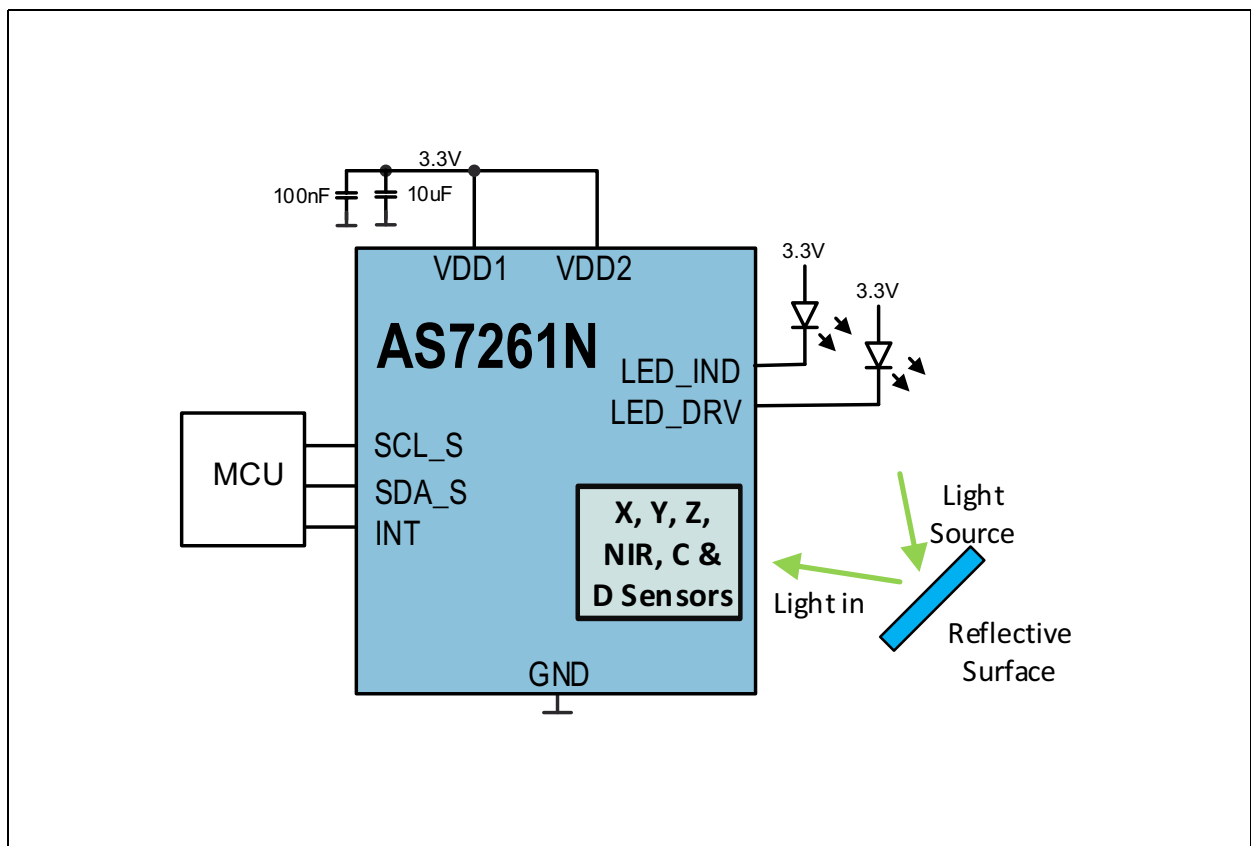 3.3V
100nF
10uF
VDD1
VDD2
3.3V
3.3V
AS7261N
LED_IND
LED_DRV
MCU
SCL_S
SDA_S
INT
X, Y, Z,
NIR, C &
D Sensors
Light
Source
Light in
Reflective
Surface
GND